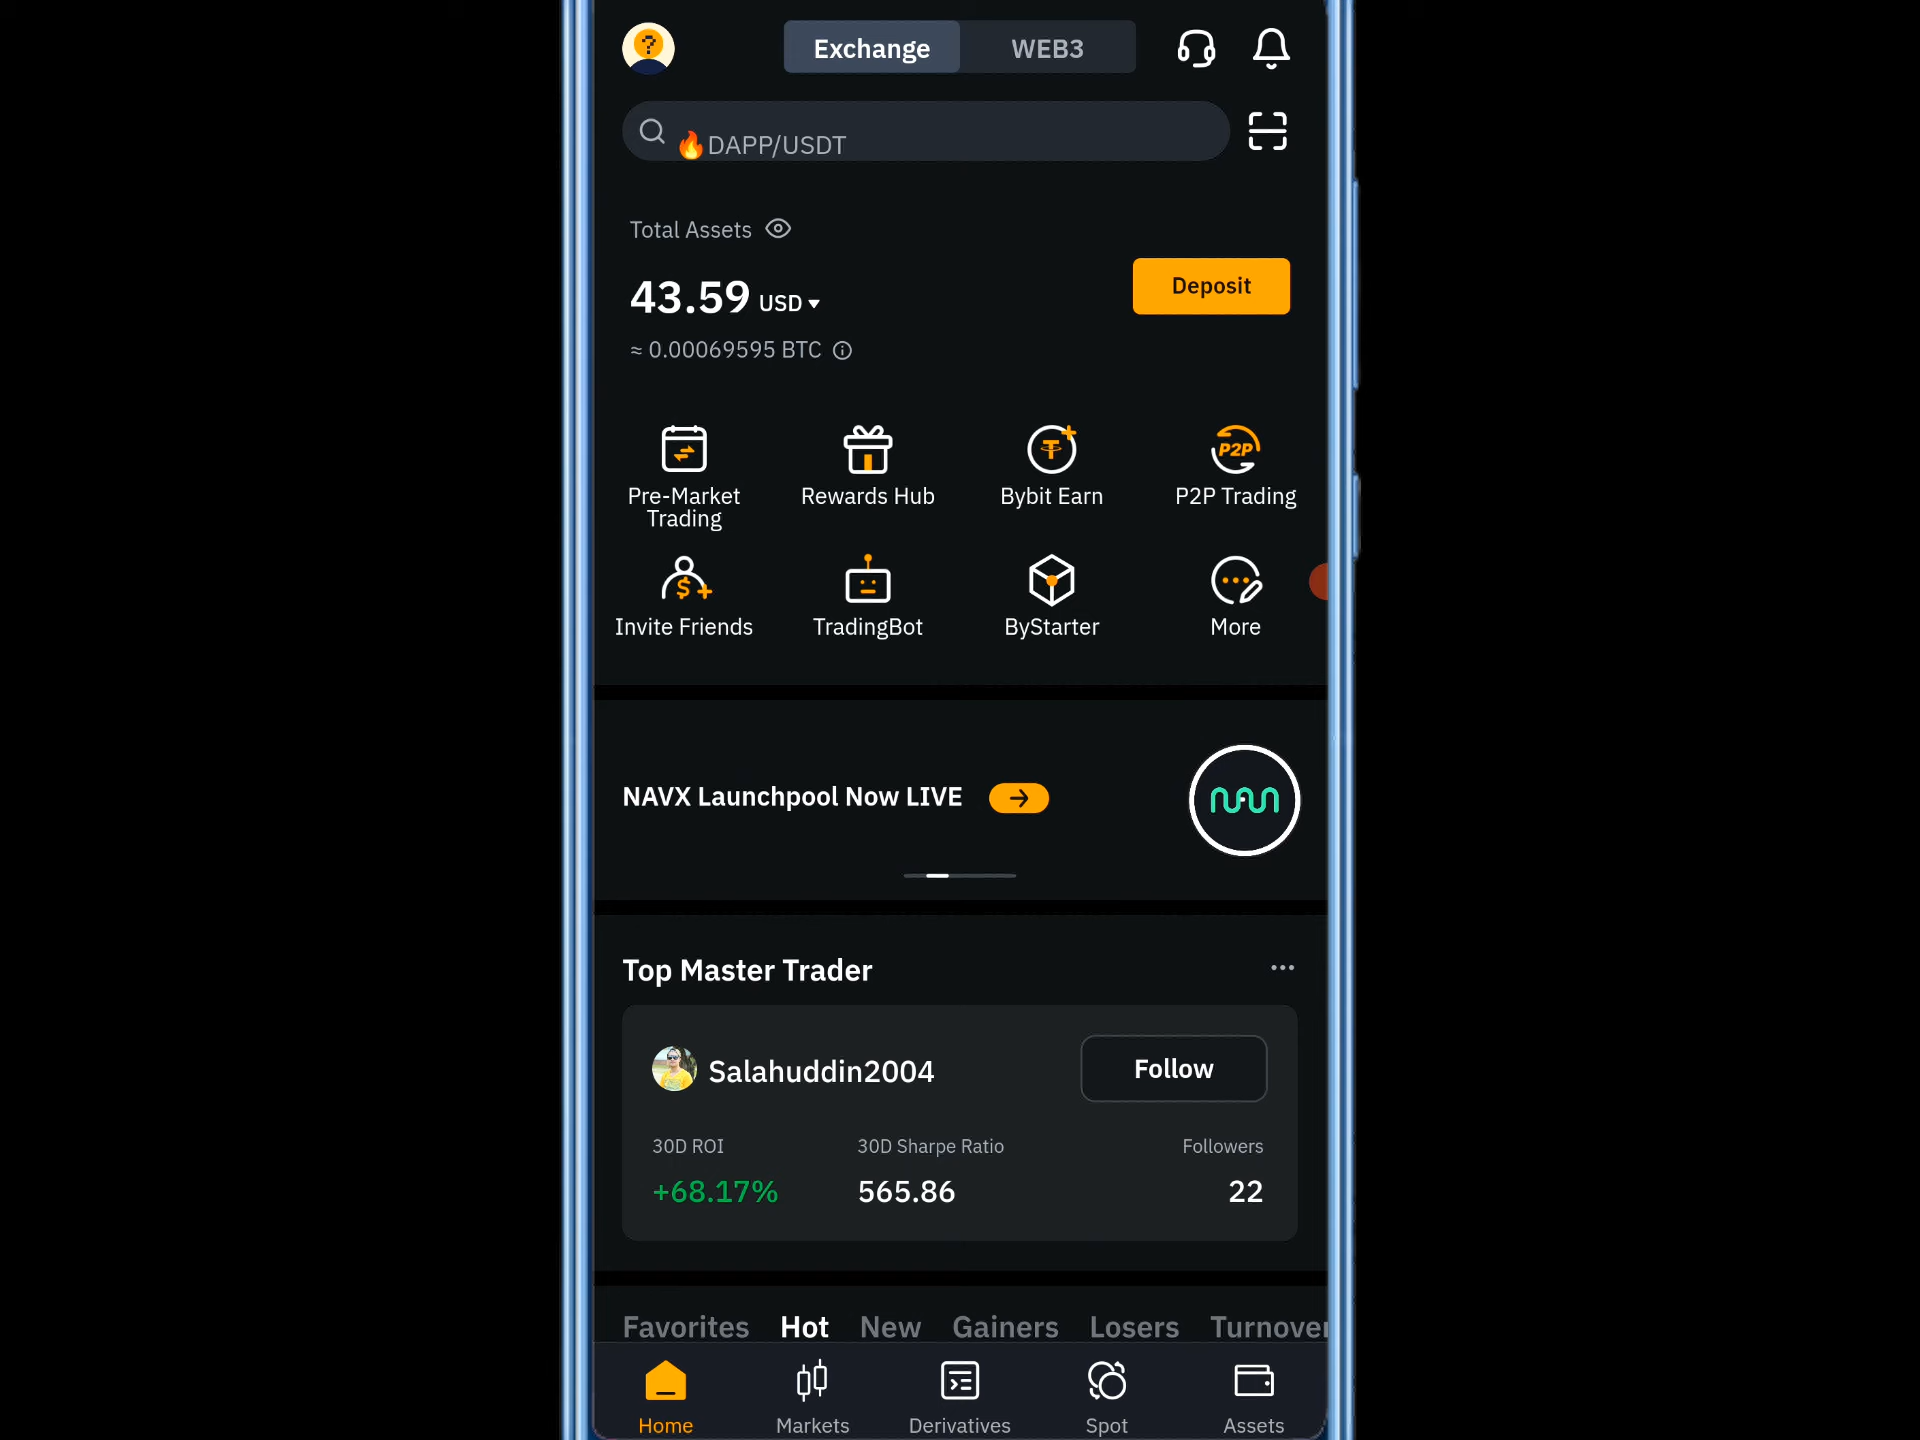 Exchange
WEB3
🔥DAPP/USDT
Total Assets
43.59 USD
Deposit
≈ 0.00069595 BTC
Pre-Market
Trading
Rewards Hub
Bybit Earn
P2P
P2P Trading
Invite Friends
TradingBot
ByStarter
More
NAVX Launchpool Now LIVE
Top Master Trader
Salahuddin2004
Follow
30D ROI
30D Sharpe Ratio
Followers
+68.17%
565.86
22
Favorites
Hot
New
Gainers
Losers
Turnover
Home
Markets
Derivatives
Spot
Assets